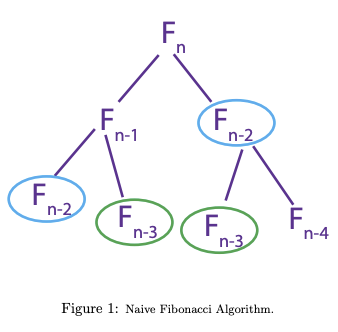 Fn
Fn-1 Fn-2
Fn-2 Fn-3 Fn-3 Fn-4
Figure 1: Naive Fibonacci Algorithm.